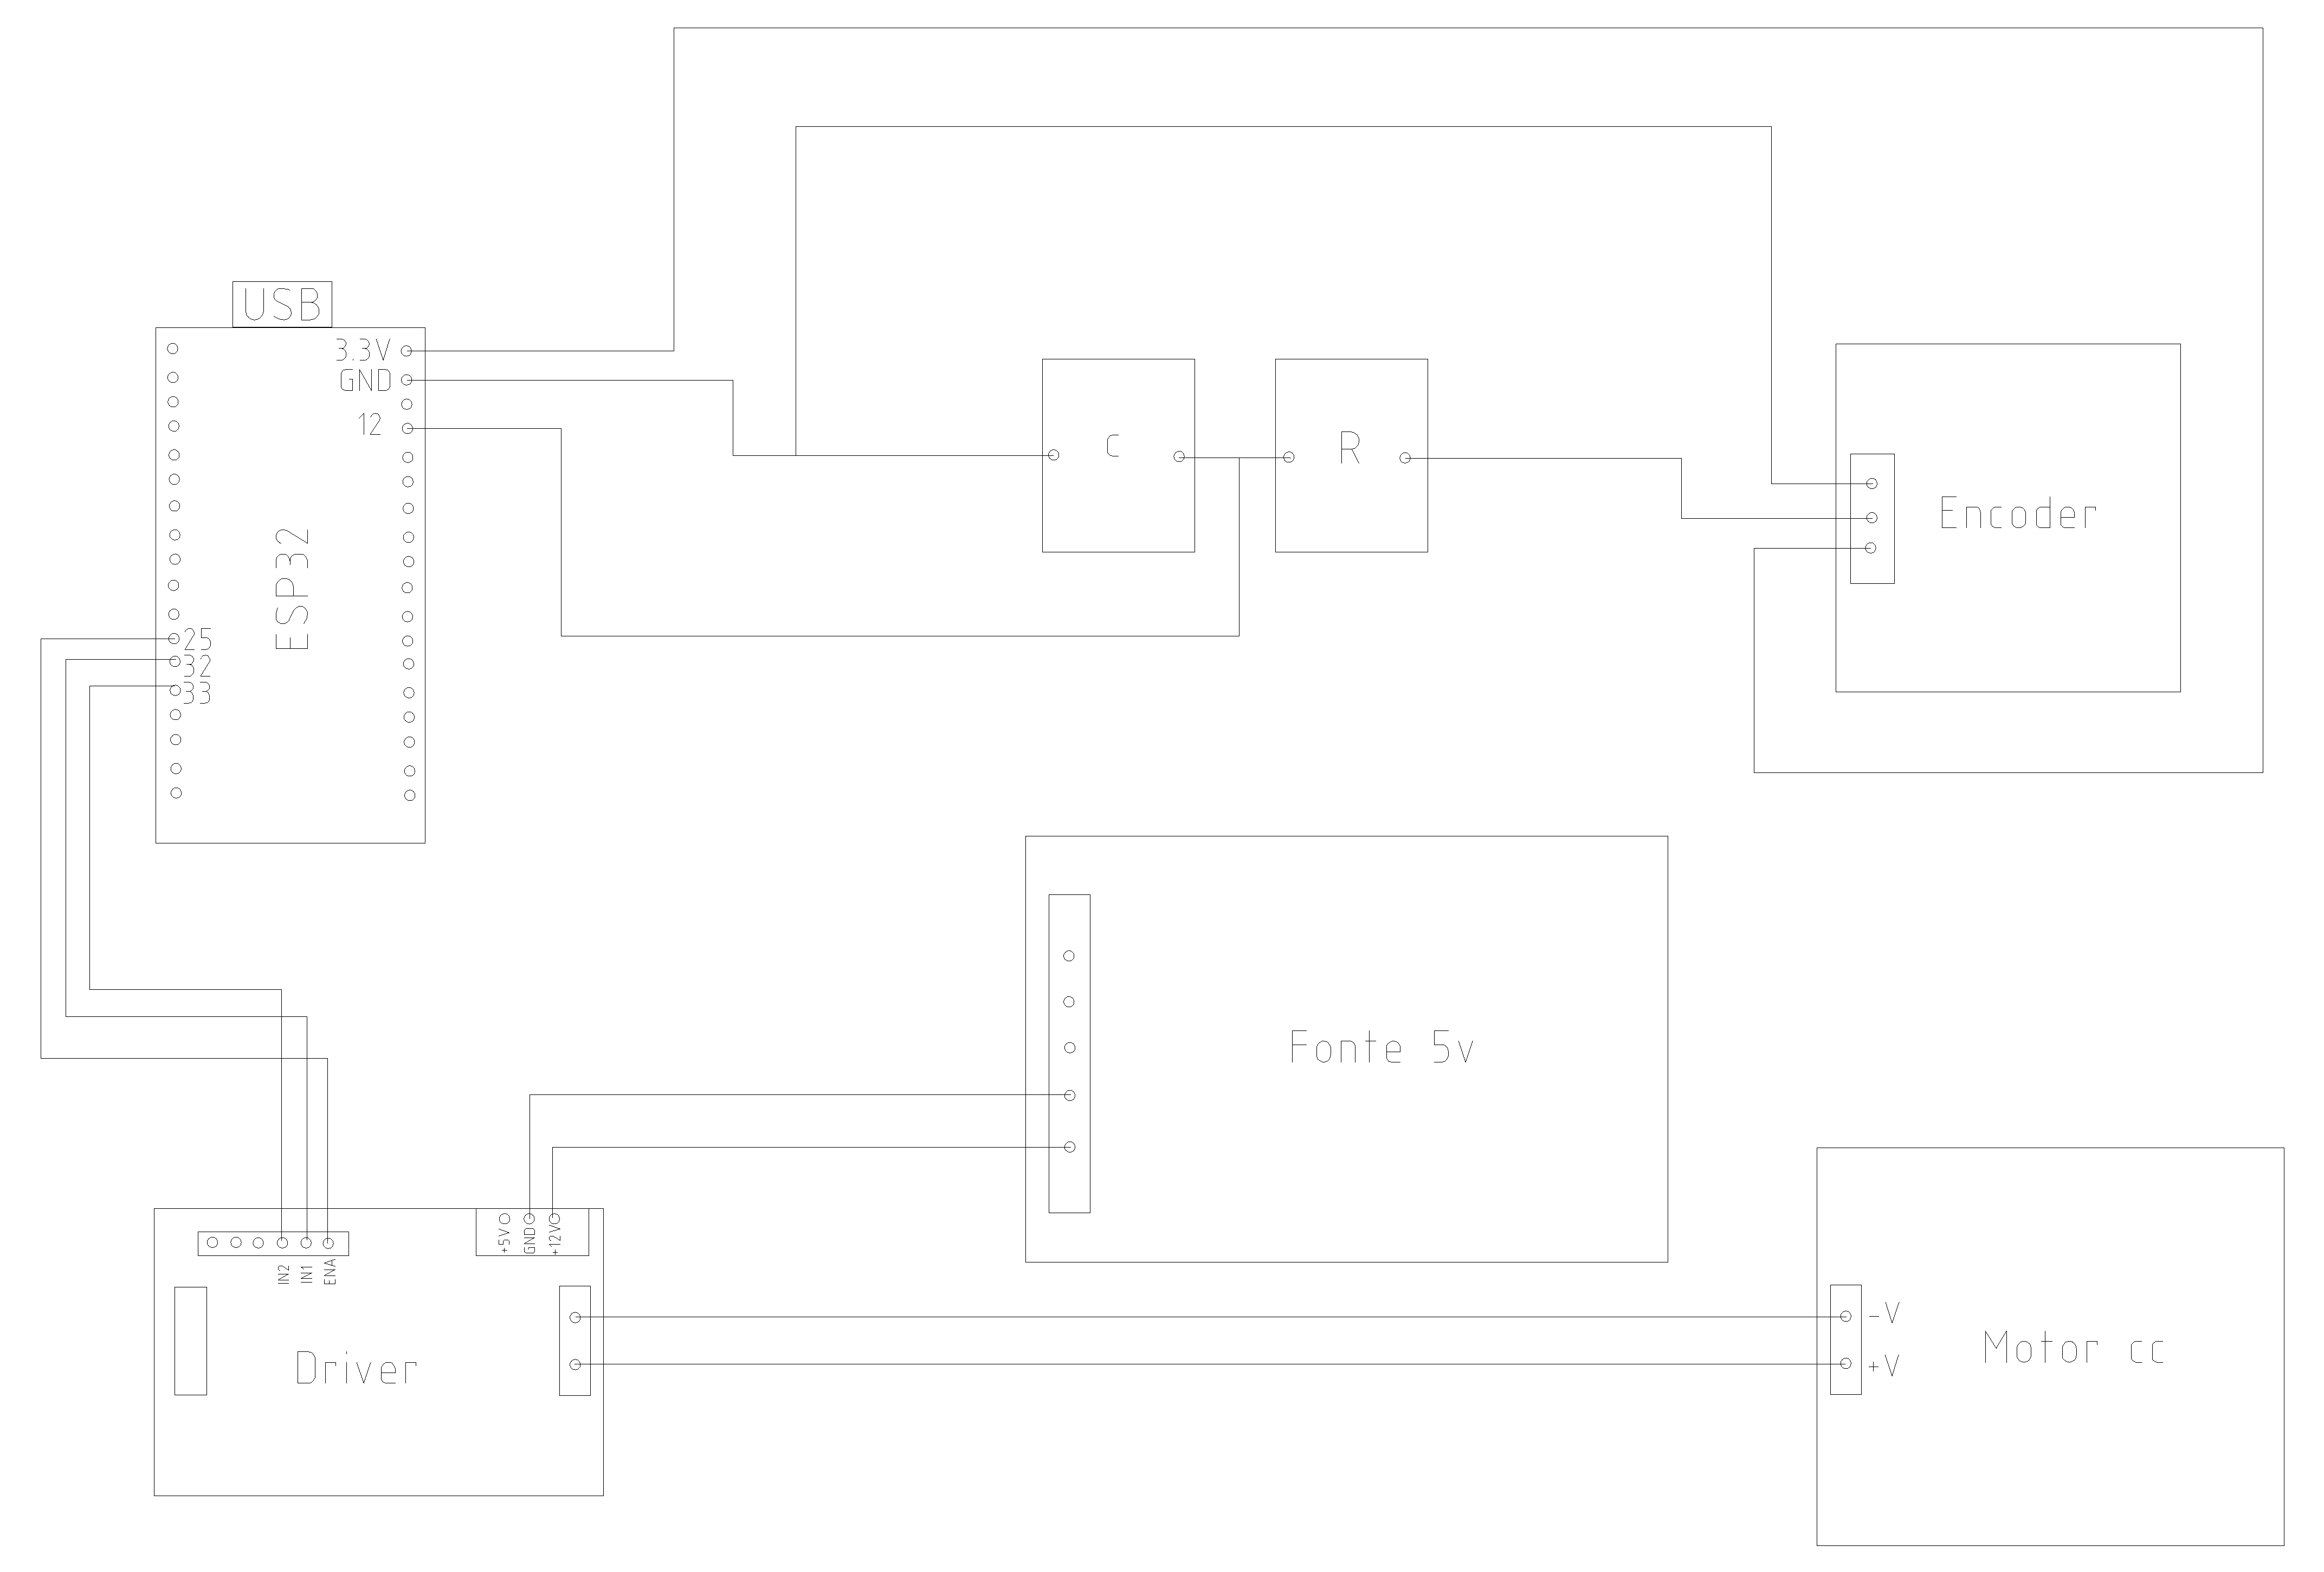 USB
3.3V
GND
12
ESP32
25
32
33
c
R
Encoder
Fonte 5v
+5V
GND
+12V
IN2
IN1
ENA
Driver
-V
+V
Motor cc